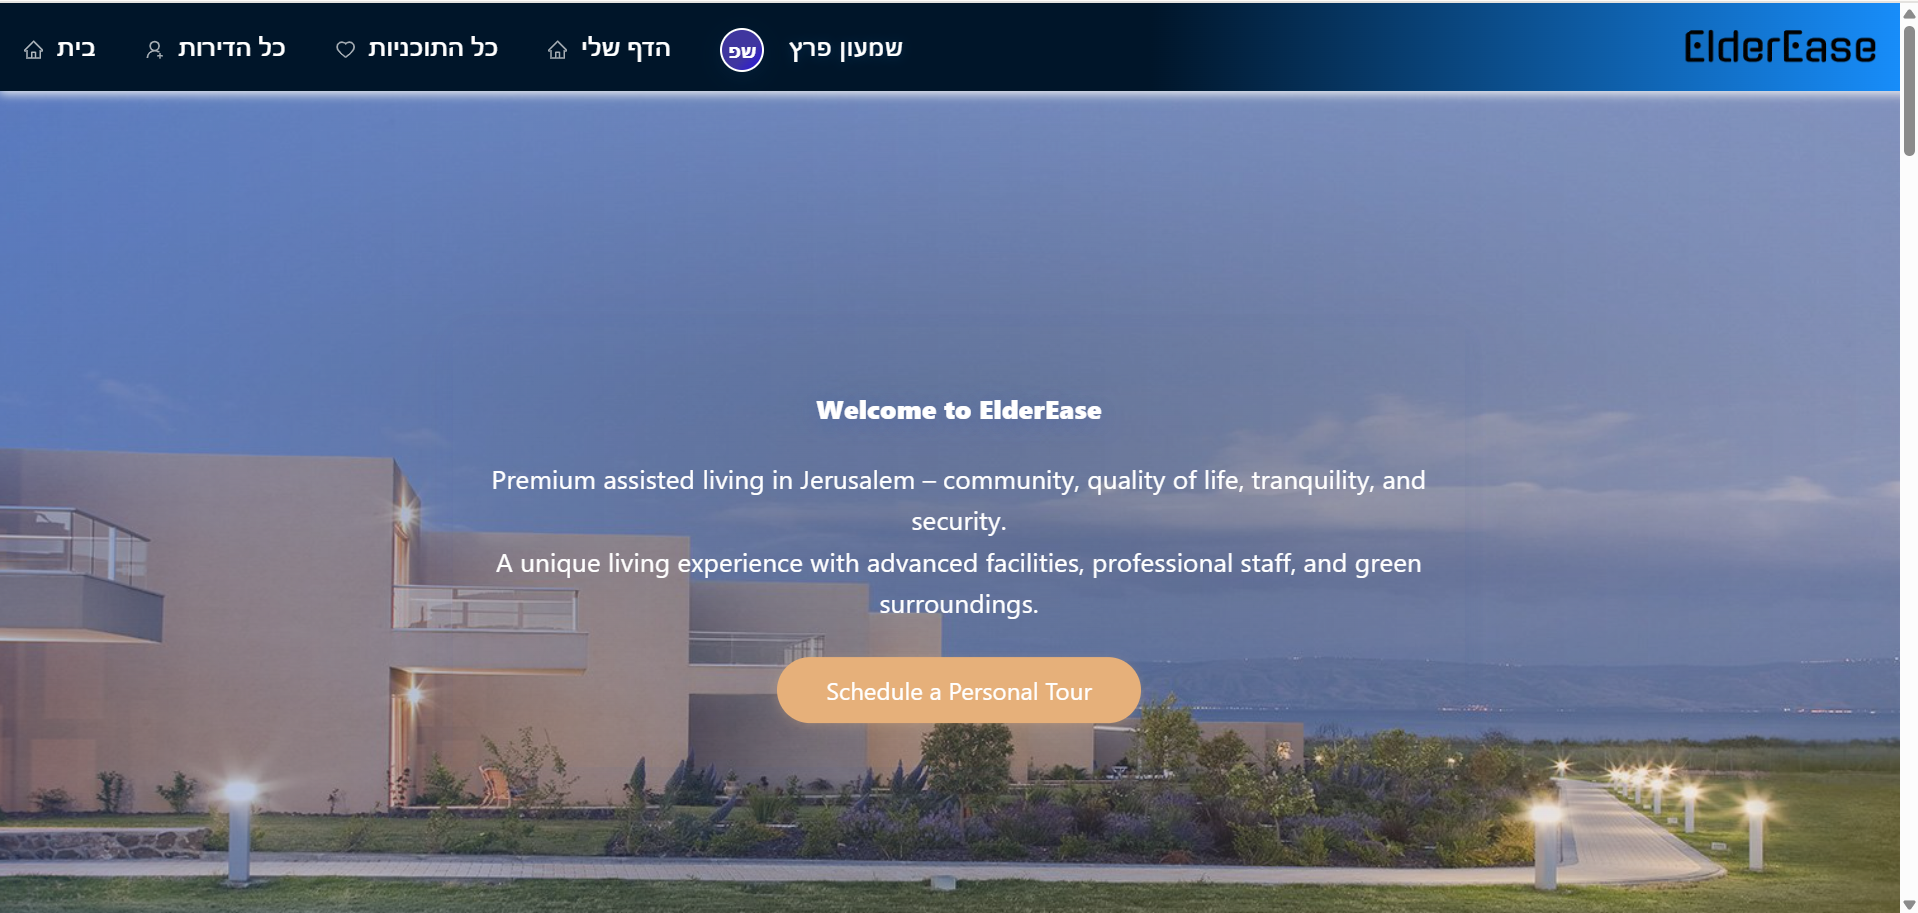 בית
כל הדירות
כל התוכניות
הדף שלי
שפ
שמעון פרץ
ElderEase
Welcome to ElderEase
Premium assisted living in Jerusalem – community, quality of life, tranquility, and
security.
A unique living experience with advanced facilities, professional staff, and green
surroundings.
Schedule a Personal Tour